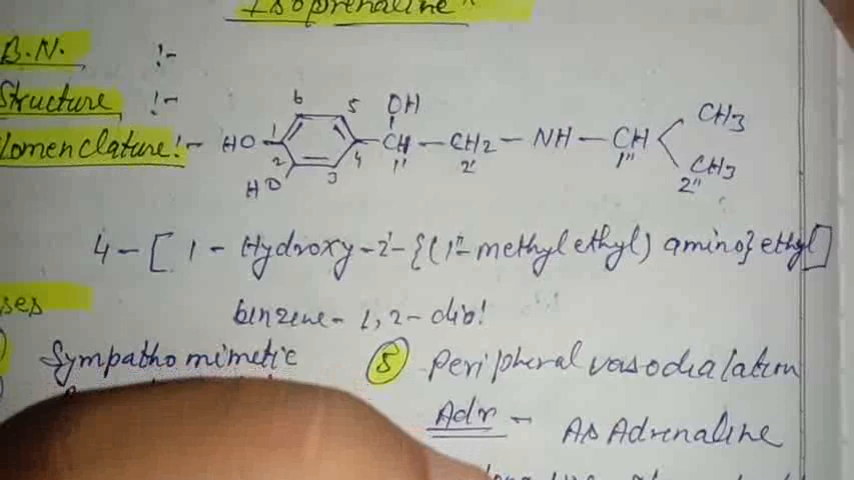 Isoprenaline"
B.N. :-
Structure :-
Nomenclature :-
6 5 OH CH3
HO 1 CH — CH2 — NH — CH
2 3 4 1' 2' 1" CH3
HO 2"
4 - [ 1 - Hydroxy - 2' - {(1" - methyl ethyl) amino} ethyl]
benzene - 1, 2 - diol
Sympathomimetic
5 Peripheral vasodialation
Adr - As Adrenaline